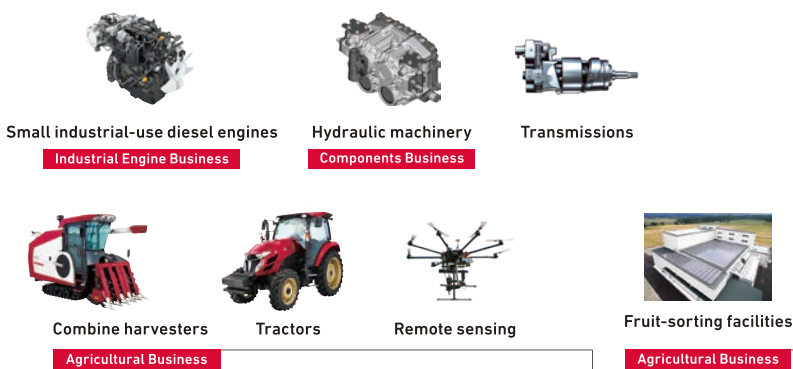 Small industrial-use diesel engines
Industrial Engine Business
Hydraulic machinery
Components Business
Transmissions
Combine harvesters
Tractors
Remote sensing
Agricultural Business
Fruit-sorting facilities
Agricultural Business